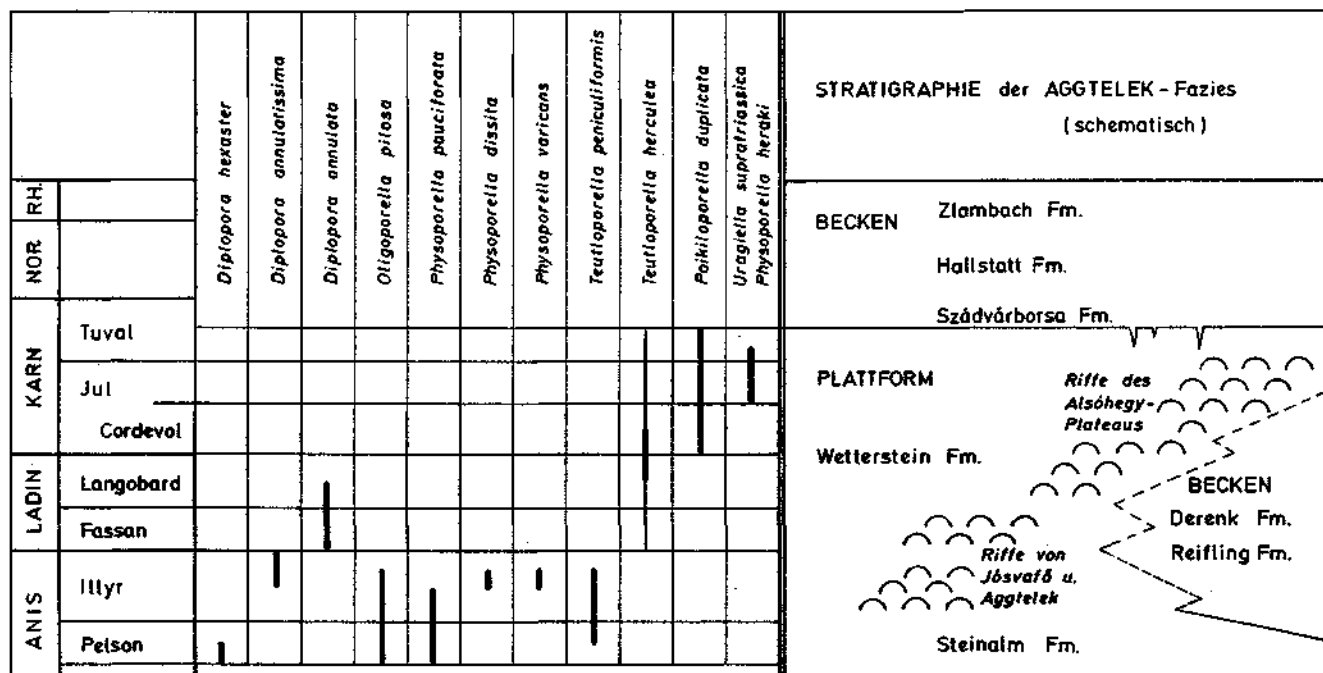 Diplopora hexaster
Diplopora annulatissima
Diplopora annulata
Oligoporella pilosa
Physoporella pauciforata
Physoporella dissita
Physoporella varicans
Teutloporella peniculiformis
Teutloporella herculea
Poikiloporella duplicata
Uragiella supratriassica
Physoporella heraki
STRATIGRAPHIE der AGGTELEK - Fazies
( schematisch )
RH.
NOR
KARN
Tuval
Jul
Cordevol
LADIN
Langobard
Fassan
ANIS
Illyr
Pelson
BECKEN
Zlambach Fm.
Hallstatt Fm.
Szádvárborsa Fm.
PLATTFORM
Riffe des
Alsóhegy-
Plateaus
Wetterstein Fm.
BECKEN
Derenk Fm.
Reifling Fm.
Riffe von
Jósvafő u.
Aggtelek
Steinalm Fm.